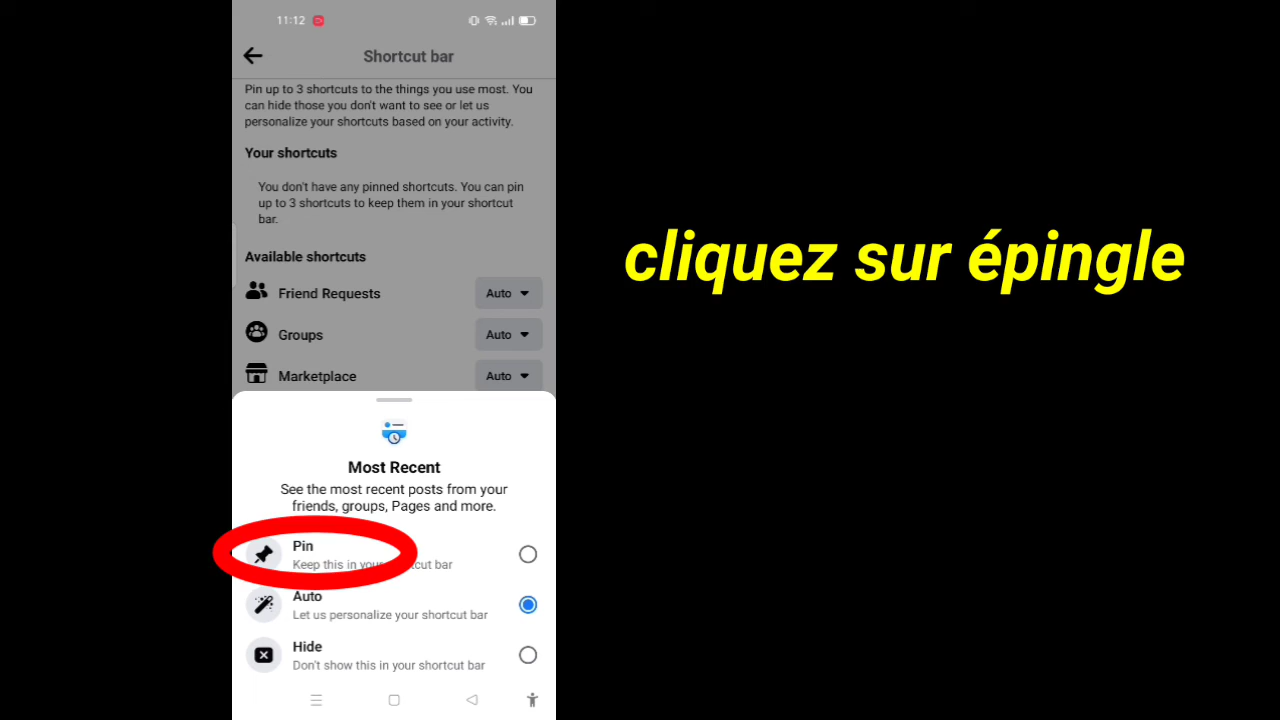 11:12
Shortcut bar
Pin up to 3 shortcuts to the things you use most. You
can hide those you don't want to see or let us
personalize your shortcuts based on your activity.
Your shortcuts
You don't have any pinned shortcuts. You can pin
up to 3 shortcuts to keep them in your shortcut
bar.
Available shortcuts
Friend Requests Auto
Groups Auto
Marketplace Auto
Most Recent
See the most recent posts from your
friends, groups, Pages and more.
Pin
Keep this in your shortcut bar
Auto
Let us personalize your shortcut bar
Hide
Don't show this in your shortcut bar
cliquez sur épingle